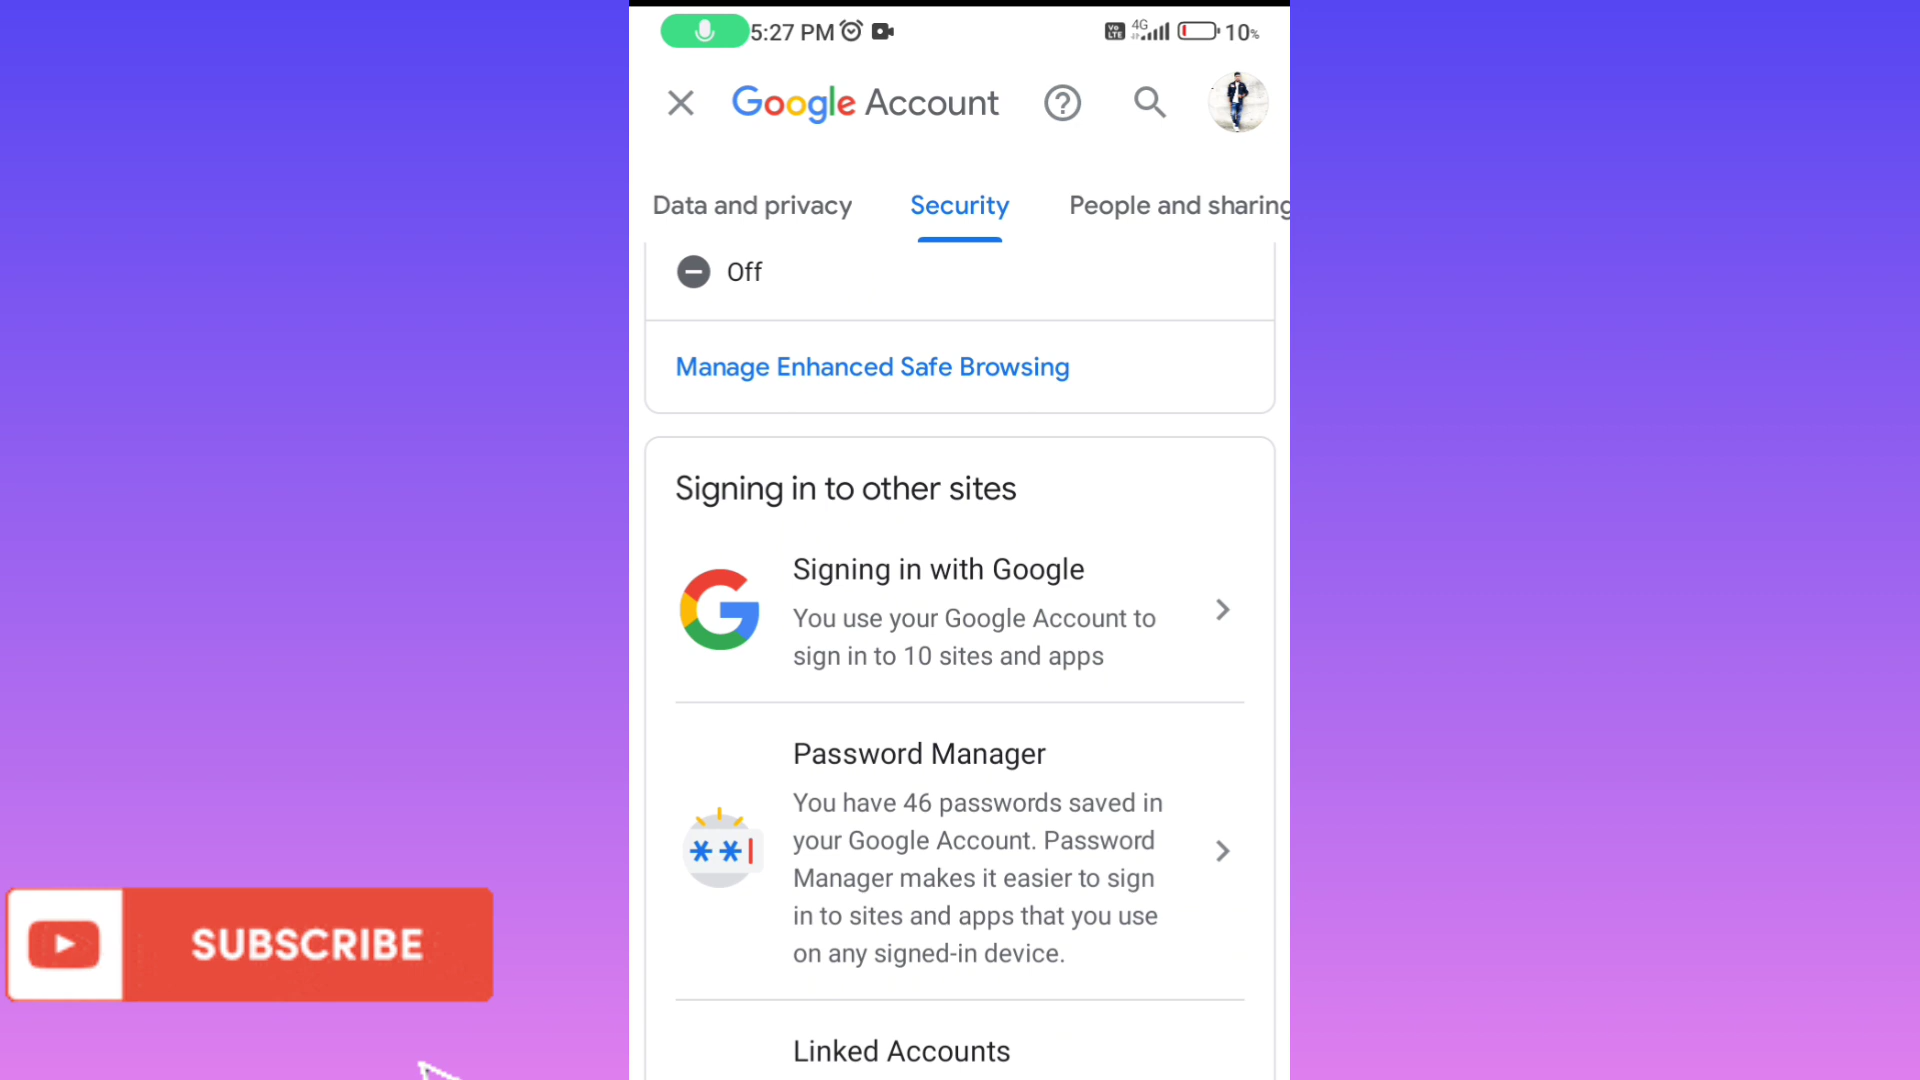 5:27 PM
Vo LTE 4G 10%
Google Account
Data and privacy Security People and sharing
Off
Manage Enhanced Safe Browsing
Signing in to other sites
Signing in with Google
You use your Google Account to
sign in to 10 sites and apps
Password Manager
You have 46 passwords saved in
your Google Account. Password
Manager makes it easier to sign
in to sites and apps that you use
on any signed-in device.
Linked Accounts
SUBSCRIBE